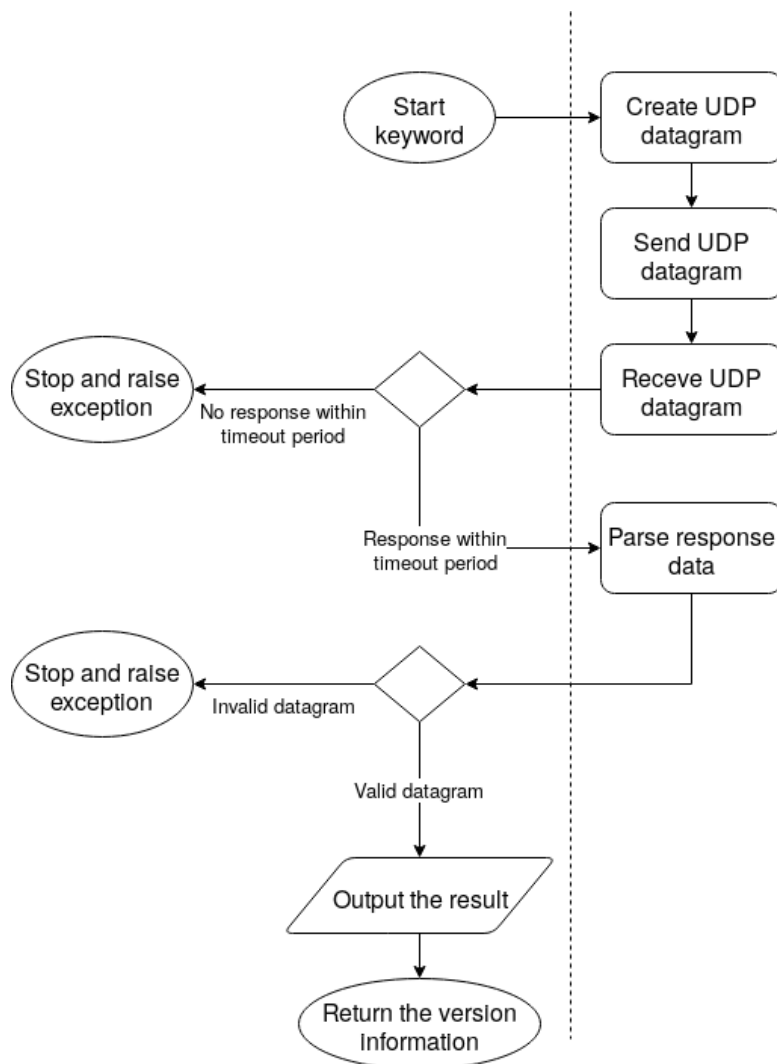 Start
keyword
Create UDP
datagram
Send UDP
datagram
Receve UDP
datagram
Stop and raise
exception
No response within
timeout period
Response within
timeout period
Parse response
data
Stop and raise
exception
Invalid datagram
Valid datagram
Output the result
Return the version
information